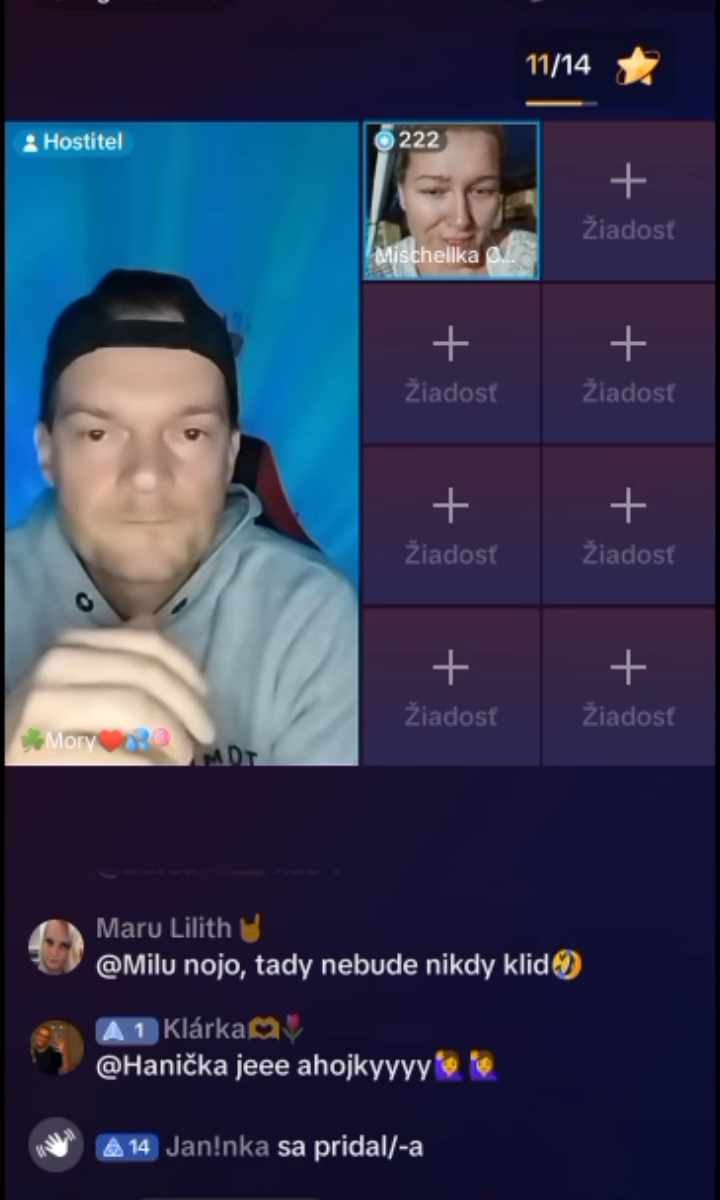 11/14
Hostitel
222
Mischellka C...
Žiadosť
Žiadosť
Žiadosť
Žiadosť
Žiadosť
Žiadosť
Žiadosť
☘️Mory❤️💦🍭
Maru Lilith🤘
@Milu nojo, tady nebude nikdy klid🤣
1 Klárka🫶🌷
@Hanička jeee ahojkyyyy🙋‍♀️🙋‍♀️
14 Jan!nka sa pridal/-a